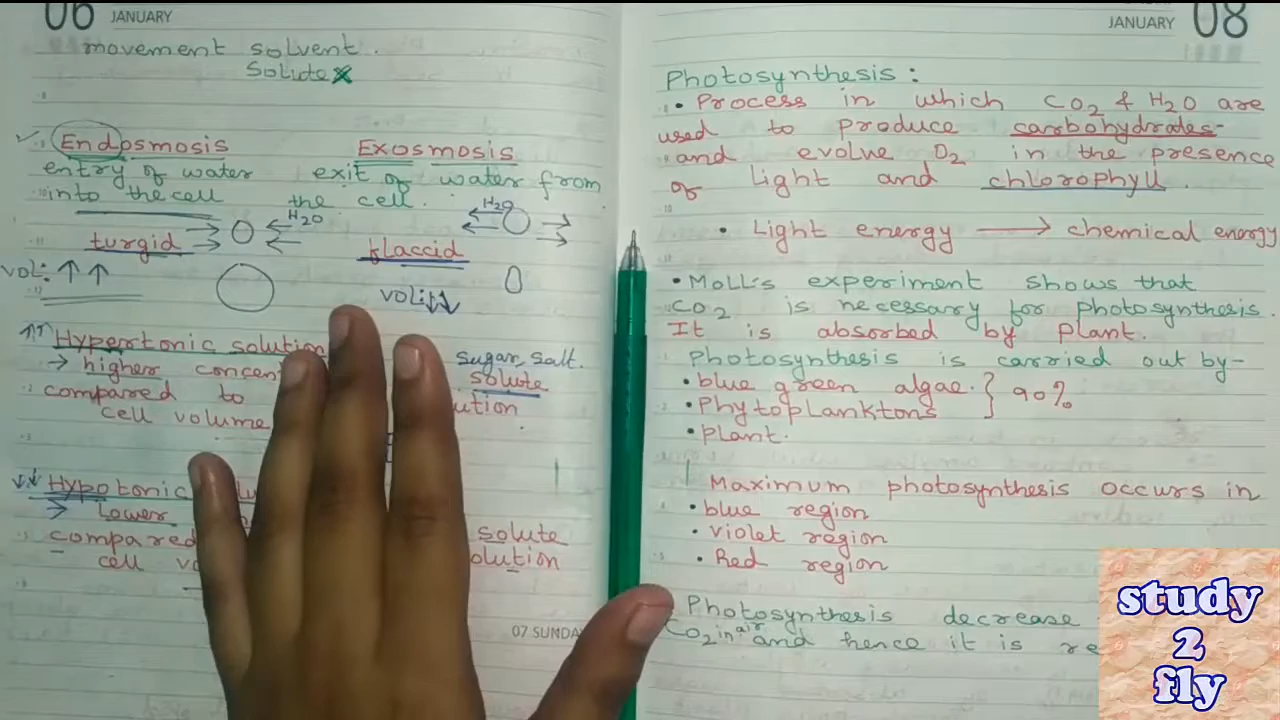 06 JANUARY
movement solvent.
Solute x
✓ Endosmosis Exosmosis
entry of water exit of water from
into the cell the cell.
H2O H2O
turgid flaccid
vol: ↑ ↑
vol: ↓↓
↑↑ Hypertonic solution
→ higher sugar, salt.
solute
compared to
cell volume
↓↓ Hypotonic
→ Lower
solute
compared
cell
07
JANUARY 08
Photosynthesis :
• Process in which CO2 & H2O are
used to produce carbohydrates-
and evolve O2 in the presence
of light and chlorophyll.
• Light energy → chemical energy
• Moll's experiment shows that
CO2 is necessary for photosynthesis.
It is absorbed by plant.
Photosynthesis is carried out by-
• blue green algae. } 90%
• Phytoplanktons
• plant.
Maximum photosynthesis occurs in
• blue region
• violet region
• Red region
Photosynthesis decrease
CO2 in air and hence it is
study
2
fly